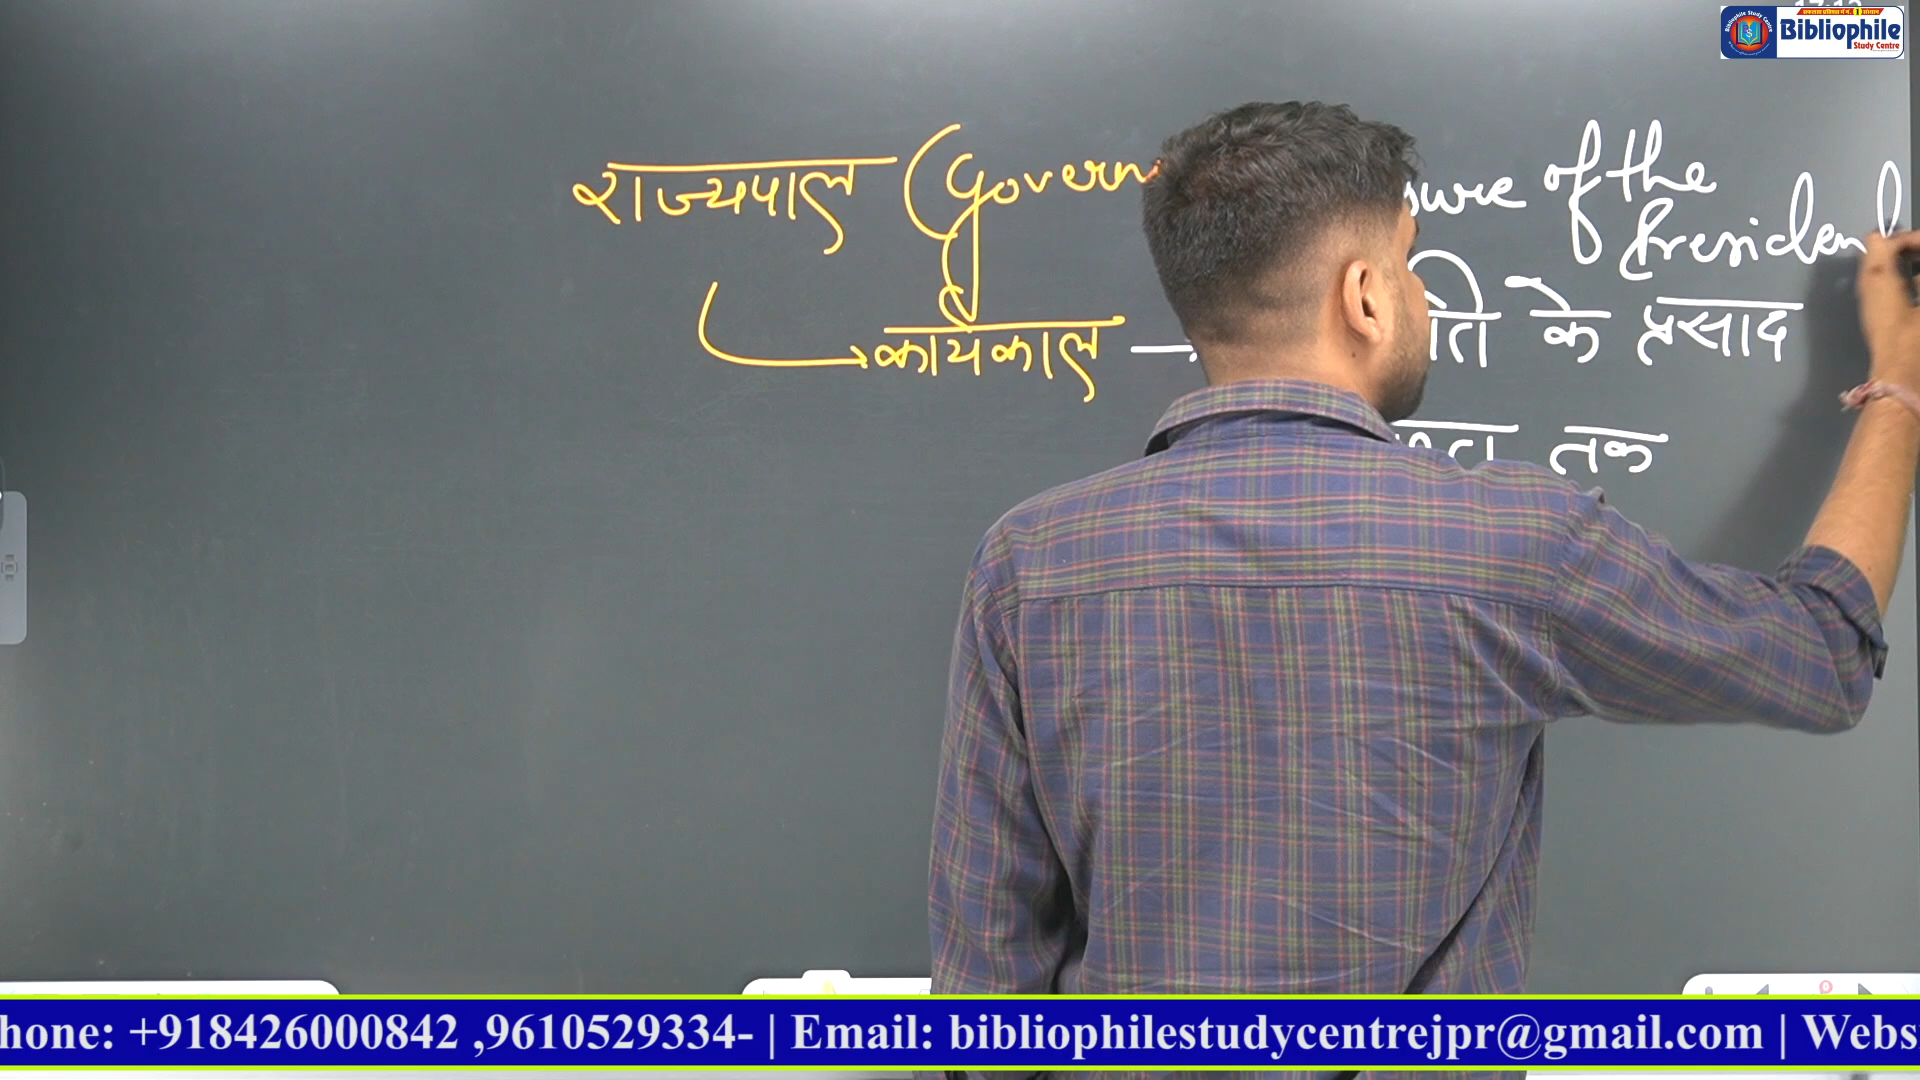 Bibliophile
Study Centre
राज्यपाल (Govern
of the
President
कार्यकाल →
के प्रसाद
तक
hone: +918426000842 ,9610529334- | Email: bibliophilestudycentrejpr@gmail.com | Webs